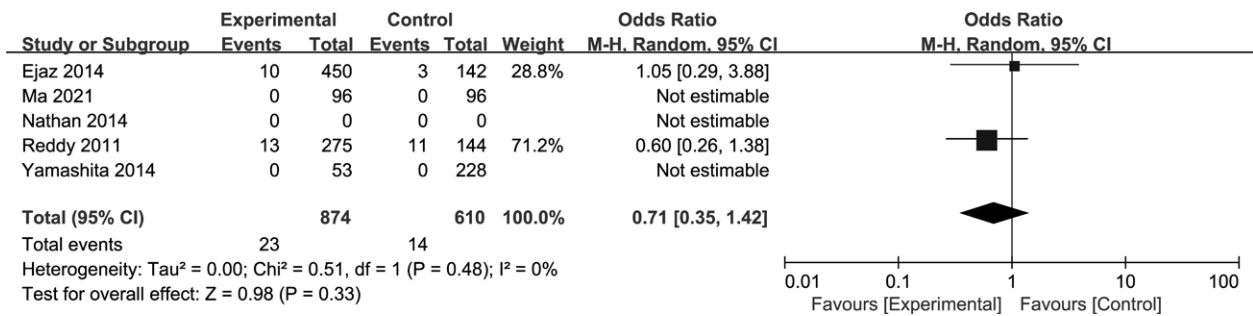 Experimental Control Odds Ratio Odds Ratio
Study or Subgroup Events Total Events Total Weight M-H, Random, 95% CI M-H, Random, 95% CI
Ejaz 2014 10 450 3 142 28.8% 1.05 [0.29, 3.88]
Ma 2021 0 96 0 96 Not estimable
Nathan 2014 0 0 0 0 Not estimable
Reddy 2011 13 275 11 144 71.2% 0.60 [0.26, 1.38]
Yamashita 2014 0 53 0 228 Not estimable
Total (95% CI) 874 610 100.0% 0.71 [0.35, 1.42]
Total events 23 14
Heterogeneity: Tau² = 0.00; Chi² = 0.51, df = 1 (P = 0.48); I² = 0%
Test for overall effect: Z = 0.98 (P = 0.33)
0.01 0.1 1 10 100
Favours [Experimental] Favours [Control]